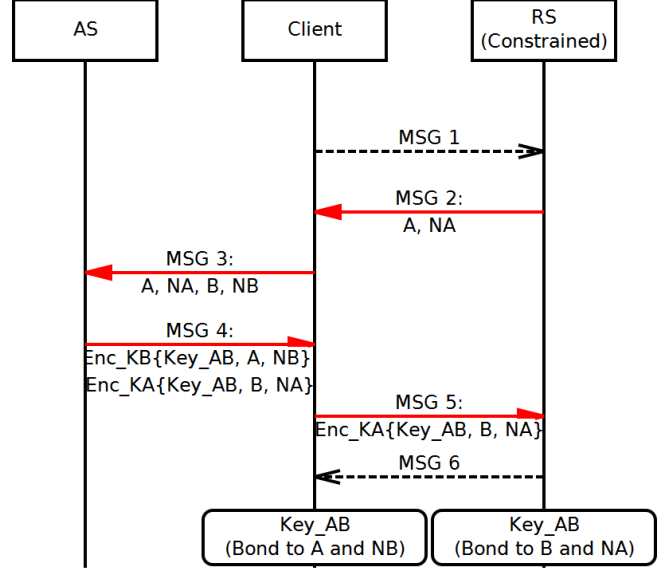 AS
Client
RS
(Constrained)
MSG 1
MSG 2:
A, NA
MSG 3:
A, NA, B, NB
MSG 4:
Enc_KB{Key_AB, A, NB}
Enc_KA{Key_AB, B, NA}
MSG 5:
Enc_KA{Key_AB, B, NA}
MSG 6
Key_AB
(Bond to A and NB)
Key_AB
(Bond to B and NA)